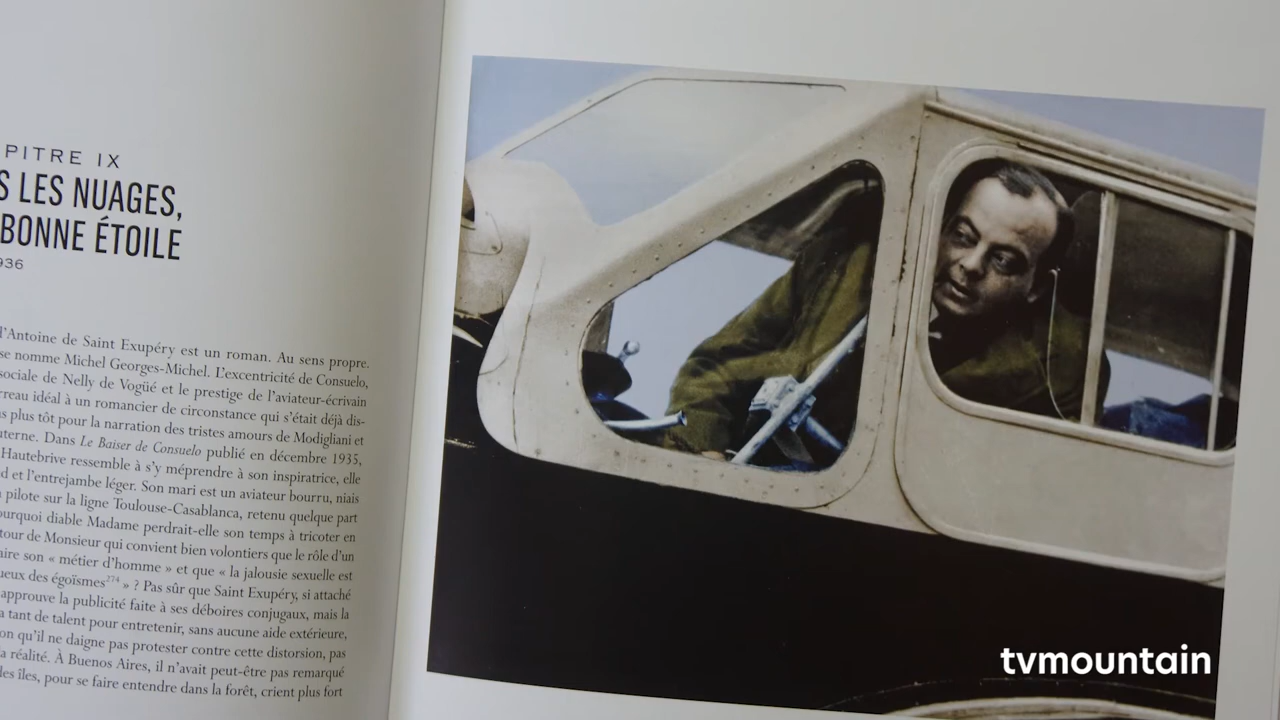 PITRE IX
S LES NUAGES,
BONNE ÉTOILE
936
d'Antoine de Saint Exupéry est un roman. Au sens propre.
se nomme Michel Georges-Michel. L'excentricité de Consuelo,
sociale de Nelly de Vogüé et le prestige de l'aviateur-écrivain
rreau idéal à un romancier de circonstance qui s'était déjà dis-
s plus tôt pour la narration des tristes amours de Modigliani et
uterne. Dans Le Baiser de Consuelo publié en décembre 1935,
Hautebrive ressemble à s'y méprendre à son inspiratrice, elle
d et l'entrejambe léger. Son mari est un aviateur bourru, niais
pilote sur la ligne Toulouse-Casablanca, retenu quelque part
ourquoi diable Madame perdrait-elle son temps à tricoter en
tour de Monsieur qui convient bien volontiers que le rôle d'un
aire son « métier d'homme » et que « la jalousie sexuelle est
ueux des égoïsmes274 » ? Pas sûr que Saint Exupéry, si attaché
approuve la publicité faite à ses déboires conjugaux, mais la
a tant de talent pour entretenir, sans aucune aide extérieure,
on qu'il ne daigne pas protester contre cette distorsion, pas
a réalité. À Buenos Aires, il n'avait peut-être pas remarqué
les îles, pour se faire entendre dans la forêt, crient plus fort
tvmountain